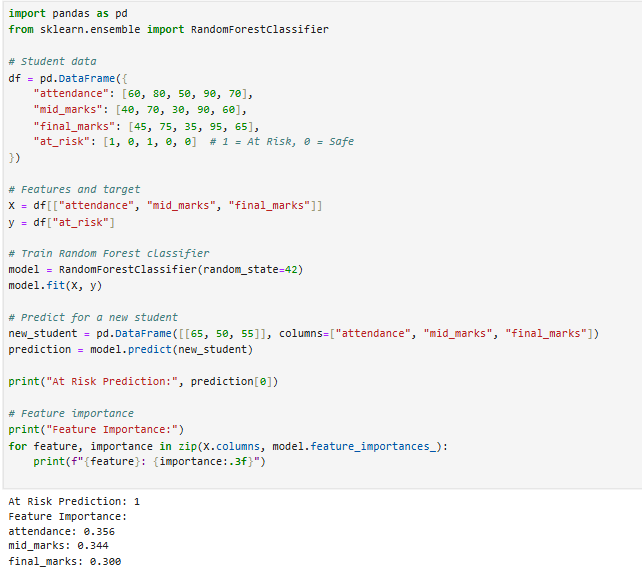 import pandas as pd
from sklearn.ensemble import RandomForestClassifier
# Student data
df = pd.DataFrame({
    "attendance": [60, 80, 50, 90, 70],
    "mid_marks": [40, 70, 30, 90, 60],
    "final_marks": [45, 75, 35, 95, 65],
    "at_risk": [1, 0, 1, 0, 0]  # 1 = At Risk, 0 = Safe
})
# Features and target
X = df[["attendance", "mid_marks", "final_marks"]]
y = df["at_risk"]
# Train Random Forest classifier
model = RandomForestClassifier(random_state=42)
model.fit(X, y)
# Predict for a new student
new_student = pd.DataFrame([[65, 50, 55]], columns=["attendance", "mid_marks", "final_marks"])
prediction = model.predict(new_student)
print("At Risk Prediction:", prediction[0])
# Feature importance
print("Feature Importance:")
for feature, importance in zip(X.columns, model.feature_importances_):
    print(f"{feature}: {importance:.3f}")
At Risk Prediction: 1
Feature Importance:
attendance: 0.356
mid_marks: 0.344
final_marks: 0.300